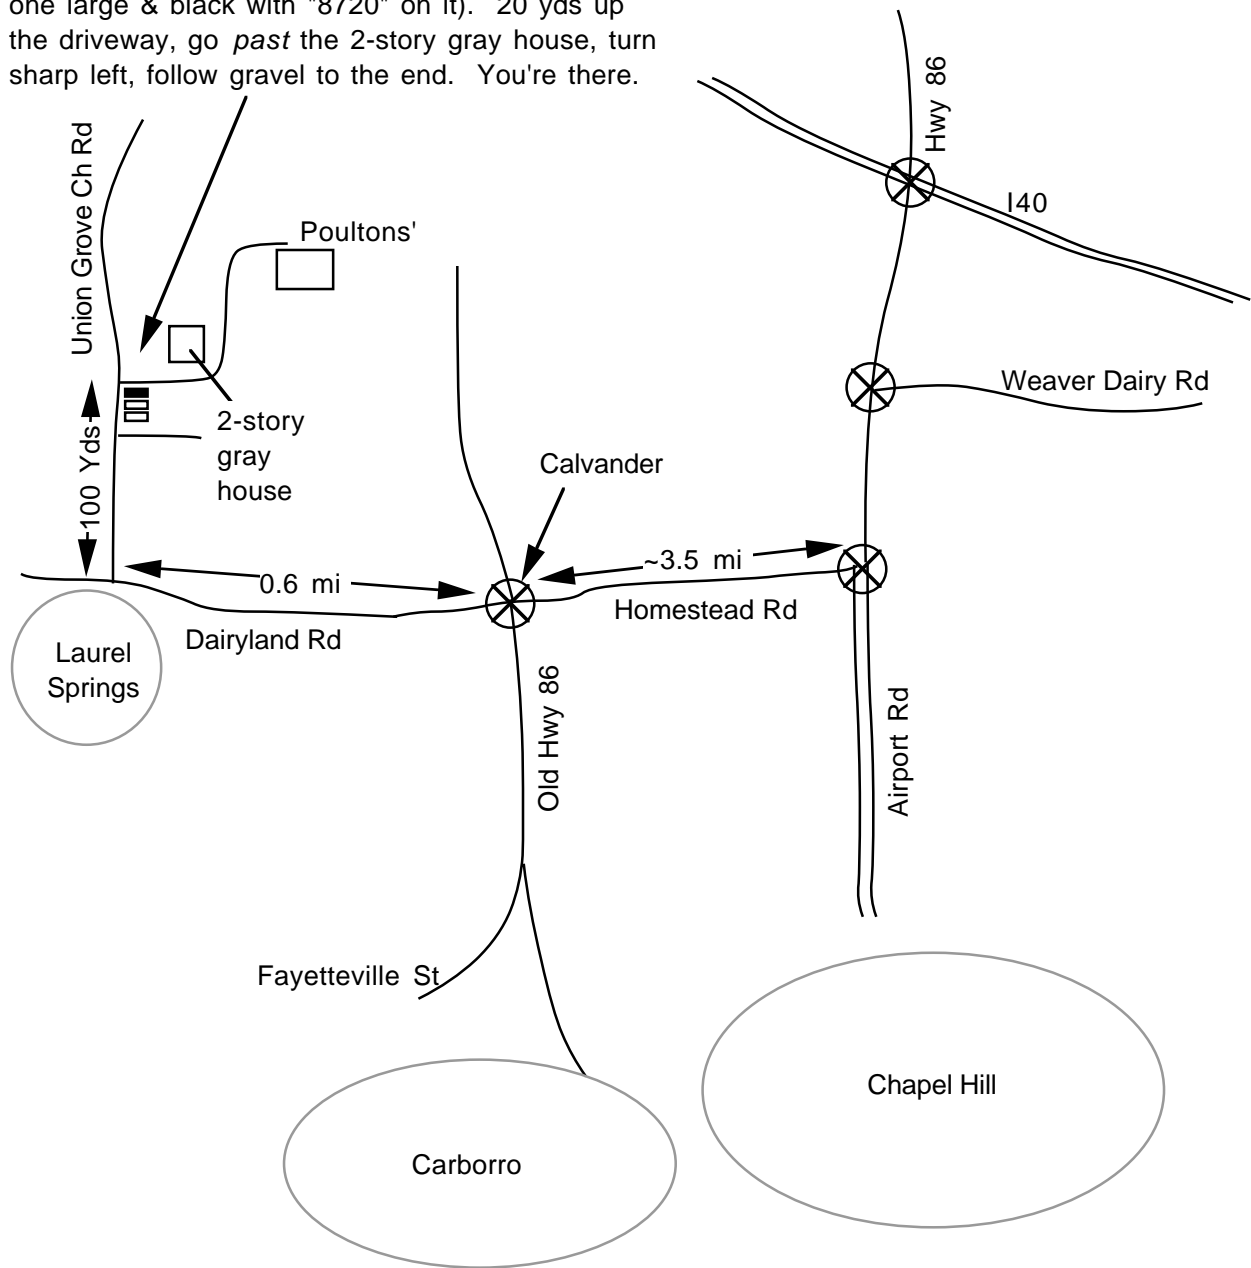 one large & black with "8720" on it). 20 yds up
the driveway, go past the 2-story gray house, turn
sharp left, follow gravel to the end. You're there.
Hwy 86
Union Grove Ch Rd
I40
Poultons'
Weaver Dairy Rd
2-story
gray
house
100 Yds
Calvander
~3.5 mi
0.6 mi
Homestead Rd
Dairyland Rd
Laurel
Springs
Old Hwy 86
Airport Rd
Fayetteville St
Chapel Hill
Carborro